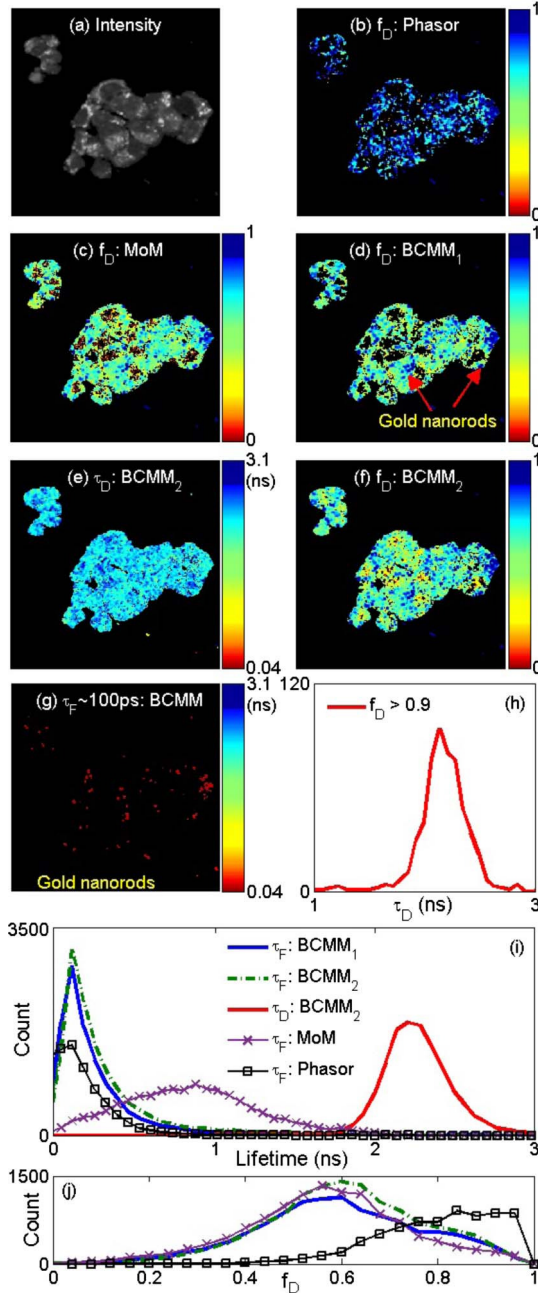 (a) Intensity
(b) f_D: Phasor
1
0
(c) f_D: MoM
1
0
(d) f_D: BCMM_1
1
0
Gold nanorods
(e) τ_D: BCMM_2
3.1
(ns)
0.04
(f) f_D: BCMM_2
1
0
(g) τ_F~100ps: BCMM
3.1
(ns)
0.04
Gold nanorods
120
f_D > 0.9
(h)
0
1
τ_D (ns)
3
3500
τ_F: BCMM_1
(i)
τ_F: BCMM_2
τ_D: BCMM_2
τ_F: MoM
τ_F: Phasor
Count
0
0 1 2 3
Lifetime (ns)
1500
(j)
Count
0
0 0.2 0.4 0.6 0.8 1
f_D